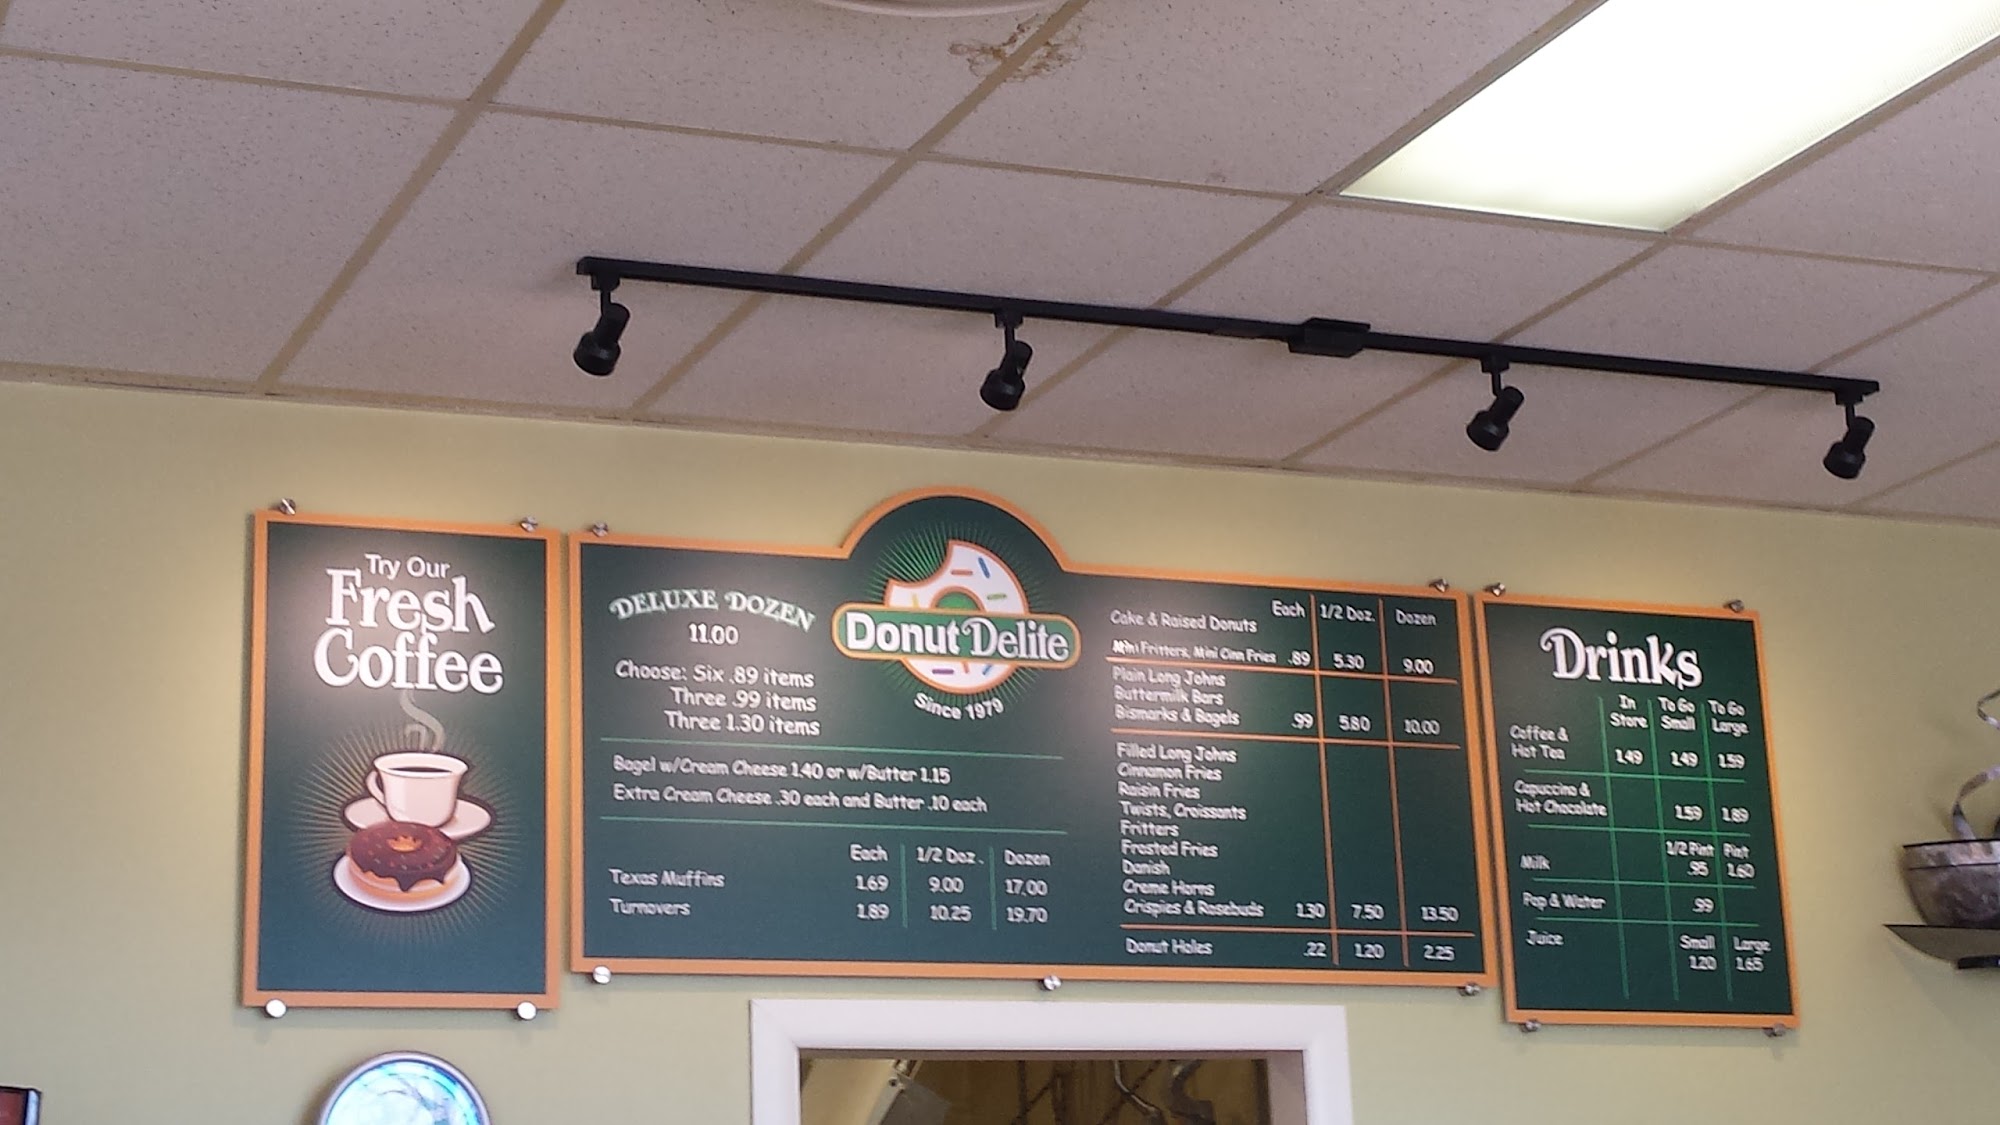 Try Our
Fresh
Coffee
DELUXE DOZEN
11.00
Choose: Six .89 items
Three .99 items
Three 1.30 items
Donut Delite
Since 1979
Bagel w/Cream Cheese 1.40 or w/Butter 1.15
Extra Cream Cheese .30 each and Butter .10 each
Each 1/2 Doz. Dozen
Texas Muffins 1.69 9.00 17.00
Turnovers 1.89 10.25 19.70
Each 1/2 Doz. Dozen
Cake & Raised Donuts
Mini Fritters, Mini Cinn Fries .89 5.30 9.00
Plain Long Johns
Buttermilk Bars
Bismarks & Bagels .99 5.80 10.00
Filled Long Johns
Cinnamon Fries
Raisin Fries
Twists, Croissants
Fritters
Frosted Fries
Danish
Creme Horns
Crispies & Rosebuds 1.30 7.50 13.50
Donut Holes .22 1.20 2.25
Drinks
In Store To Go Small To Go Large
Coffee &
Hot Tea 1.49 1.49 1.59
Capuccino &
Hot Chocolate 1.59 1.89
1/2 Pint Pint
Milk .95 1.60
Pop & Water .99
Juice Small Large
1.20 1.65